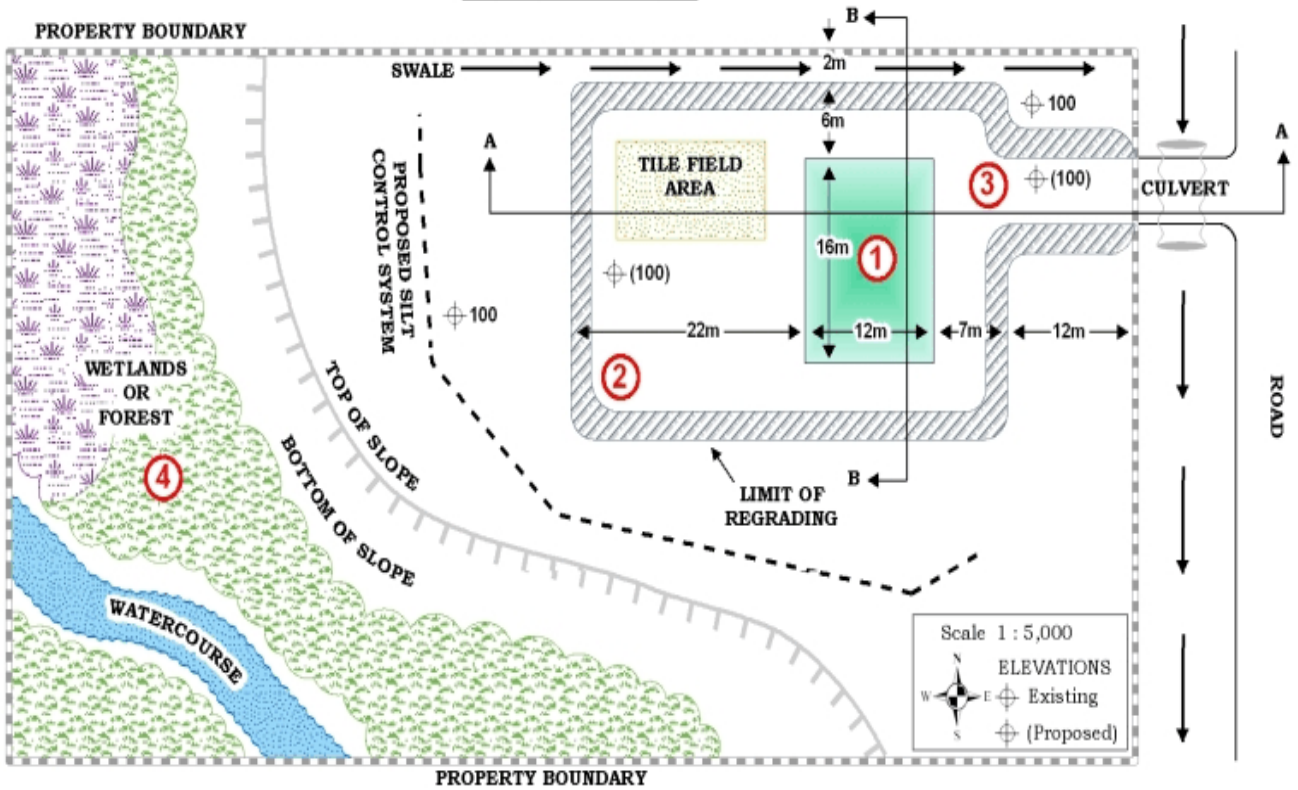 PROPERTY BOUNDARY
B
2m
SWALE
100
6m
A
A
PROPOSED SILT
CONTROL SYSTEM
TILE FIELD
AREA
3
(100)
CULVERT
16m
1
(100)
100
22m
12m
7m
12m
WETLANDS
OR
FOREST
2
TOP OF SLOPE
ROAD
4
BOTTOM OF SLOPE
B
LIMIT OF
REGRADING
WATERCOURSE
Scale 1 : 5,000
N
W
E
S
ELEVATIONS
Existing
(Proposed)
PROPERTY BOUNDARY